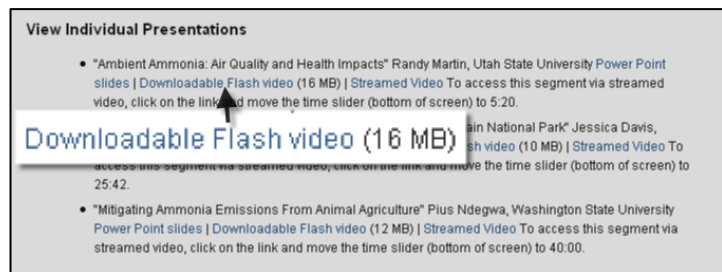 View Individual Presentations
• "Ambient Ammonia: Air Quality and Health Impacts" Randy Martin, Utah State University Power Point
slides | Downloadable Flash video (16 MB) | Streamed Video To access this segment via streamed
video, click on the link and move the time slider (bottom of screen) to 5:20.
Downloadable Flash video (16 MB)
ain National Park" Jessica Davis,
sh video (10 MB) | Streamed Video To
access this segment via streamed video, click on the link and move the time slider (bottom of screen) to
25:42.
• "Mitigating Ammonia Emissions From Animal Agriculture" Pius Ndegwa, Washington State University
Power Point slides | Downloadable Flash video (12 MB) | Streamed Video To access this segment via
streamed video, click on the link and move the time slider (bottom of screen) to 40:00.